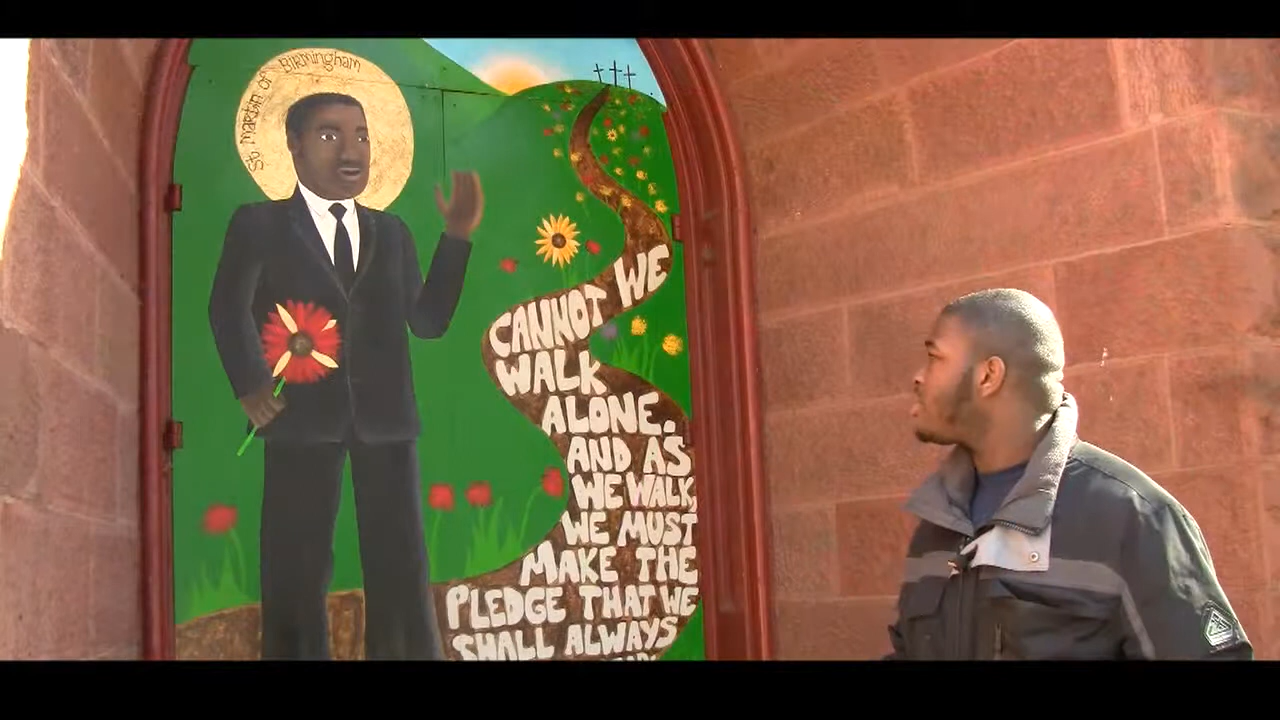 St. Martin of Birmingham
WE
CANNOT
WALK
ALONE.
AND AS
WE WALK,
WE MUST
MAKE THE
PLEDGE THAT WE
SHALL ALWAYS